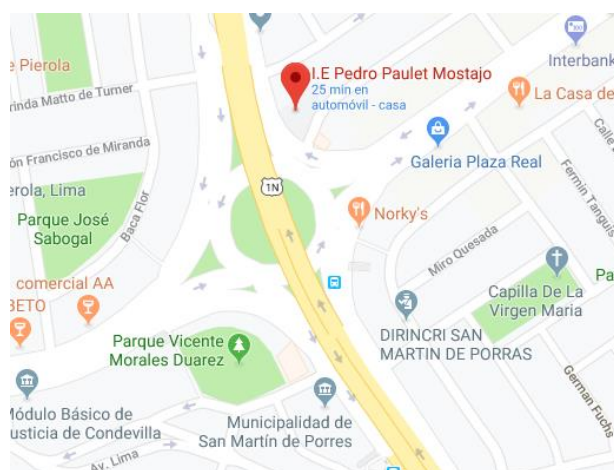 e Pierola
I.E Pedro Paulet Mostajo
25 min en
automóvil - casa
Interbank
La Casa de
rinda Matto de Turner
Calle
Galeria Plaza Real
ón Francisco de Miranda
Fermin Tanguis
erola, Lima
1N
Parque José
Sabogal
Baca Flor
Norky's
Miro Quesada
Capilla De La
Virgen Maria
Pa
comercial AA
BETO
DIRINCRI SAN
MARTIN DE PORRAS
Parque Vicente
Morales Duarez
German Fuchs
Módulo Básico de
usticia de Condevilla
Municipalidad de
San Martín de Porres
Av. Lima